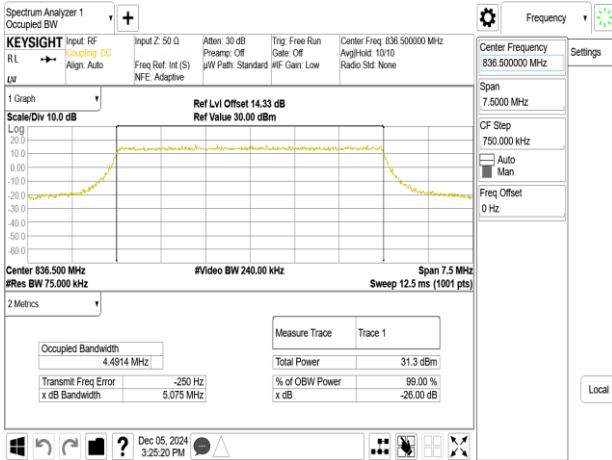 Spectrum Analyzer 1
Occupied BW
Frequency
KEYSIGHT
RL
LXI
Input: RF
Coupling: DC
Align: Auto
Input Z: 50 Ω
Freq Ref: Int (S)
NFE: Adaptive
Atten: 30 dB
Preamp: Off
µW Path: Standard
Trig: Free Run
Gate: Off
#IF Gain: Low
Center Freq: 836.500000 MHz
Avg|Hold: 10/10
Radio Std: None
Center Frequency
836.500000 MHz
Settings
Span
7.5000 MHz
CF Step
750.000 kHz
Auto
Man
Freq Offset
0 Hz
Local
1 Graph
Scale/Div 10.0 dB
Ref Lvl Offset 14.33 dB
Ref Value 30.00 dBm
Log
20.0
10.0
0.00
-10.0
-20.0
-30.0
-40.0
-50.0
-60.0
Center 836.500 MHz
#Video BW 240.00 kHz
Span 7.5 MHz
#Res BW 75.000 kHz
Sweep 12.5 ms (1001 pts)
2 Metrics
Measure Trace
Trace 1
Occupied Bandwidth
4.4914 MHz
Total Power
31.3 dBm
Transmit Freq Error
-250 Hz
% of OBW Power
99.00 %
x dB Bandwidth
5.075 MHz
x dB
-26.00 dB
?
Dec 05, 2024
3:25:20 PM